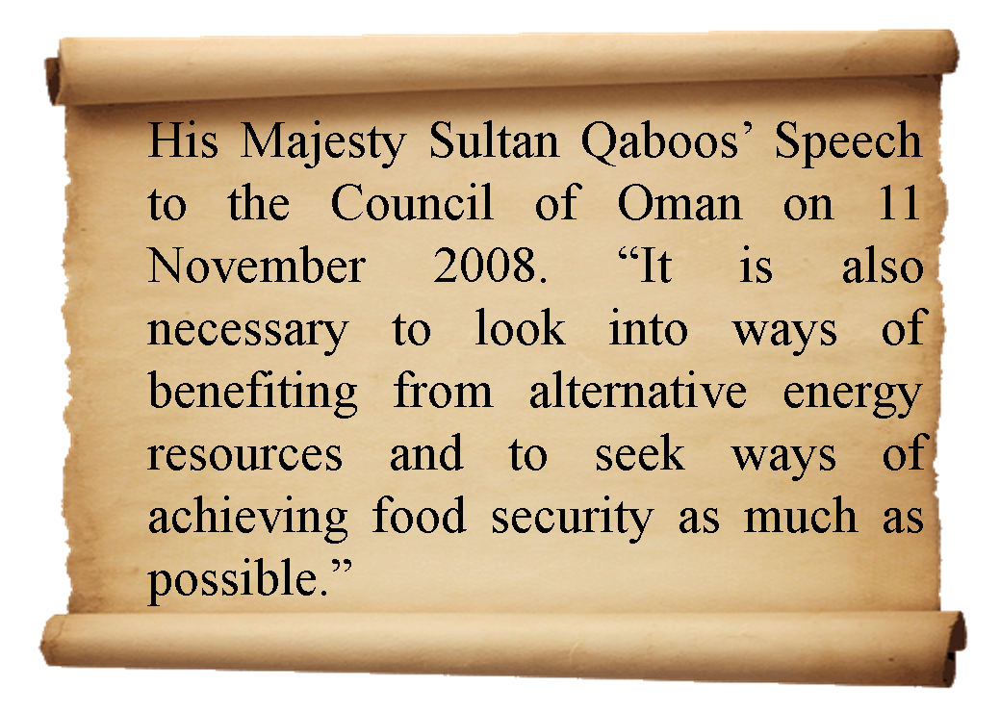 His Majesty Sultan Qaboos’ Speech
to the Council of Oman on 11
November 2008. “It is also
necessary to look into ways of
benefiting from alternative energy
resources and to seek ways of
achieving food security as much as
possible.”